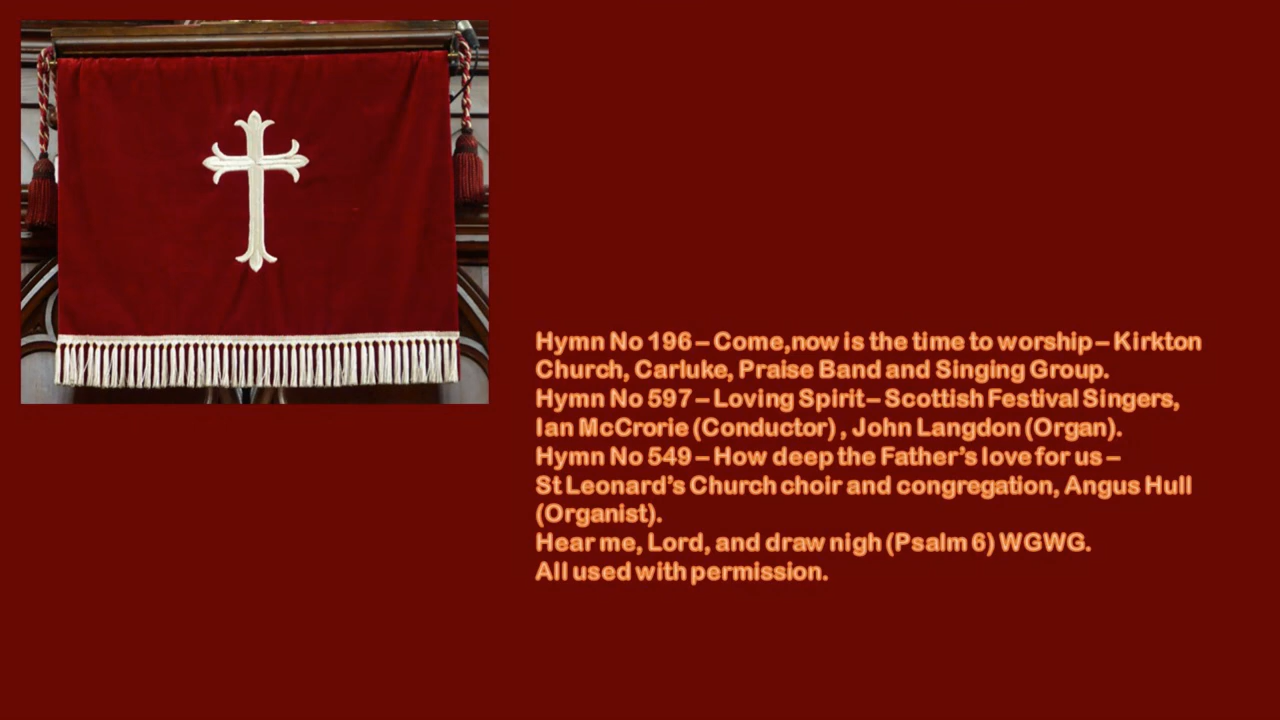 Hymn No 196 – Come,now is the time to worship – Kirkton
Church, Carluke, Praise Band and Singing Group.
Hymn No 597 – Loving Spirit – Scottish Festival Singers,
Ian McCrorie (Conductor) , John Langdon (Organ).
Hymn No 549 – How deep the Father’s love for us –
St Leonard’s Church choir and congregation, Angus Hull
(Organist).
Hear me, Lord, and draw nigh (Psalm 6) WGWG.
All used with permission.